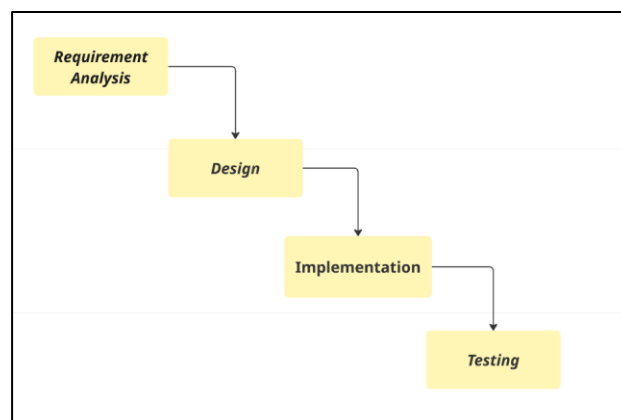 Requirement
Analysis
Design
Implementation
Testing